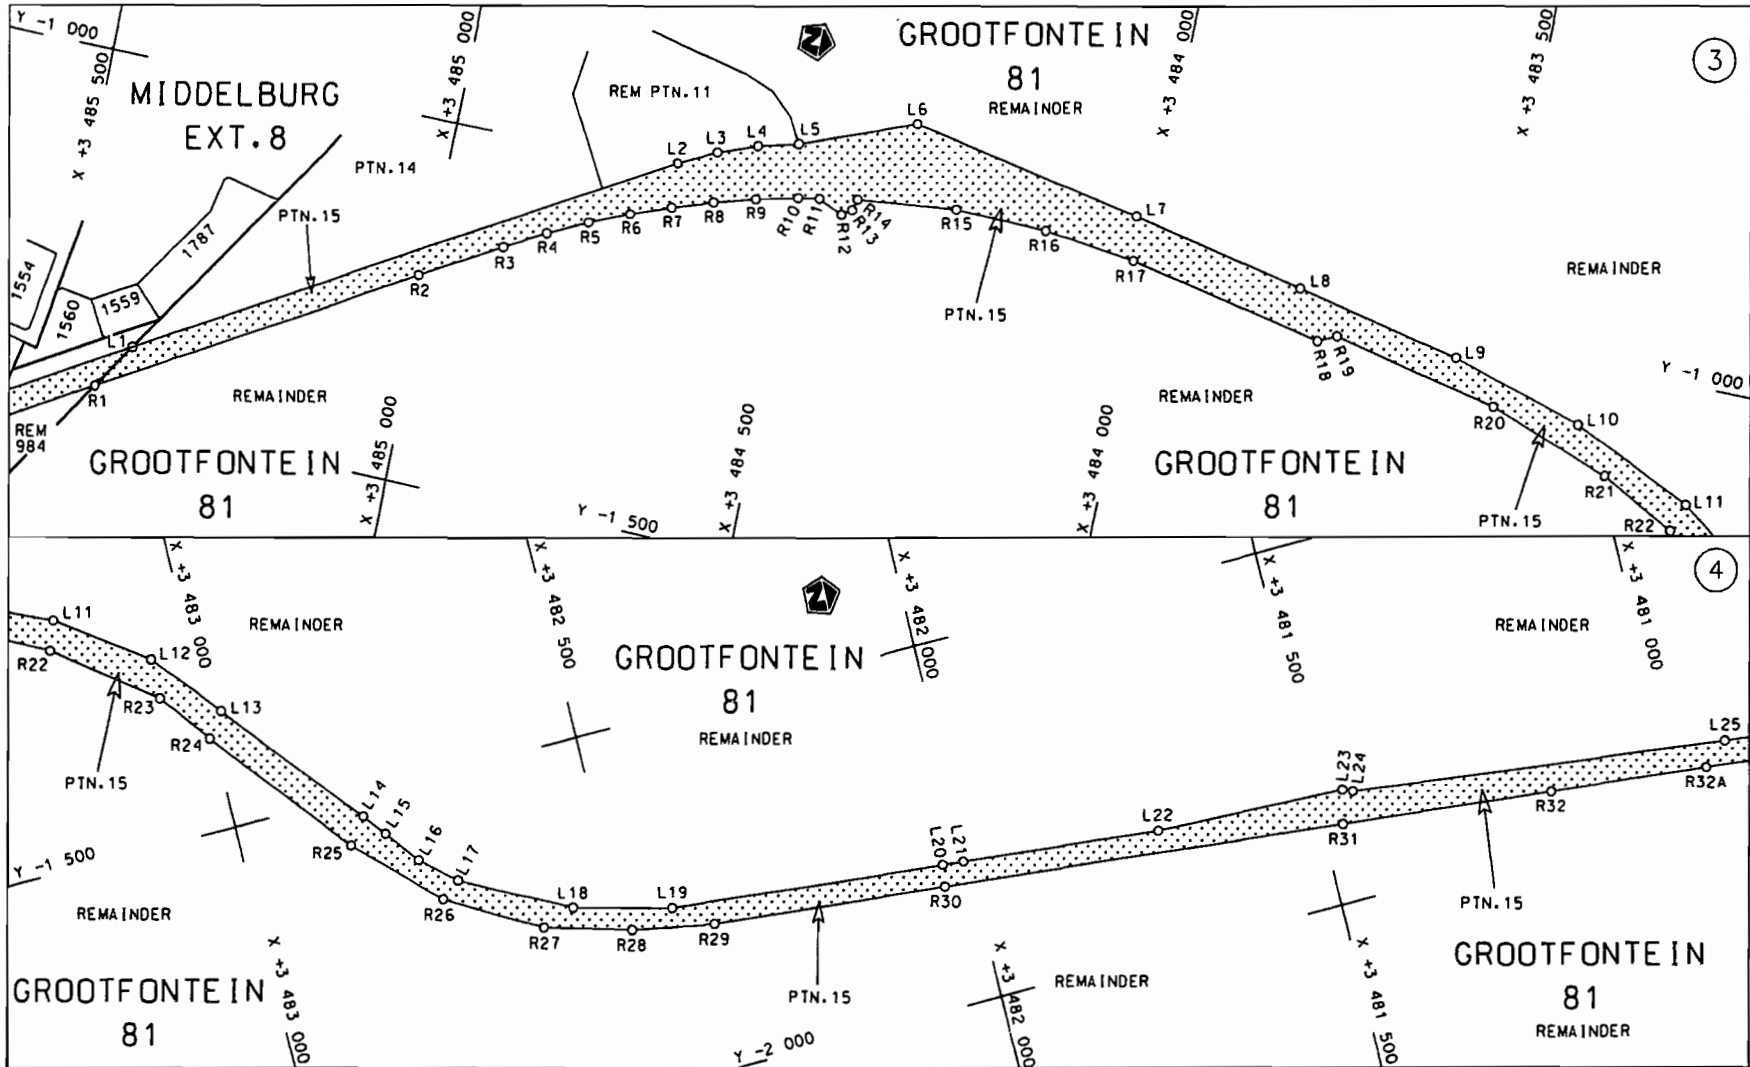 Y -1 000
X +3 485 500
X +3 485 000
GROOTFONTEIN
81
REMAINDER
X +3 484 000
X +3 483 500
3
MIDDELBURG
EXT.8
REM PTN.11
PTN.14
PTN.15
1787
1554
1560
1559
L1
L2
L3
L4
L5
L6
L7
L8
L9
L10
L11
R1
R2
R3
R4
R5
R6
R7
R8
R9
R10
R11
R12
R13
R14
R15
R16
R17
R18
R19
R20
R21
R22
PTN.15
REMAINDER
Y -1 000
REM
984
REMAINDER
GROOTFONTEIN
81
X +3 485 000
Y -1 500
X +3 484 500
X +3 484 000
REMAINDER
GROOTFONTEIN
81
PTN.15
4
X +3 483 000
X +3 482 500
X +3 482 000
X +3 481 500
X +3 481 000
L11
L12
L13
L14
L15
L16
L17
L18
L19
L20
L21
L22
L23
L24
L25
R22
R23
R24
R25
R26
R27
R28
R29
R30
R31
R32
R32A
REMAINDER
GROOTFONTEIN
81
REMAINDER
REMAINDER
PTN.15
Y -1 500
REMAINDER
GROOTFONTEIN
81
X +3 483 000
Y -2 000
PTN.15
X +3 482 000
REMAINDER
X +3 481 500
PTN.15
GROOTFONTEIN
81
REMAINDER